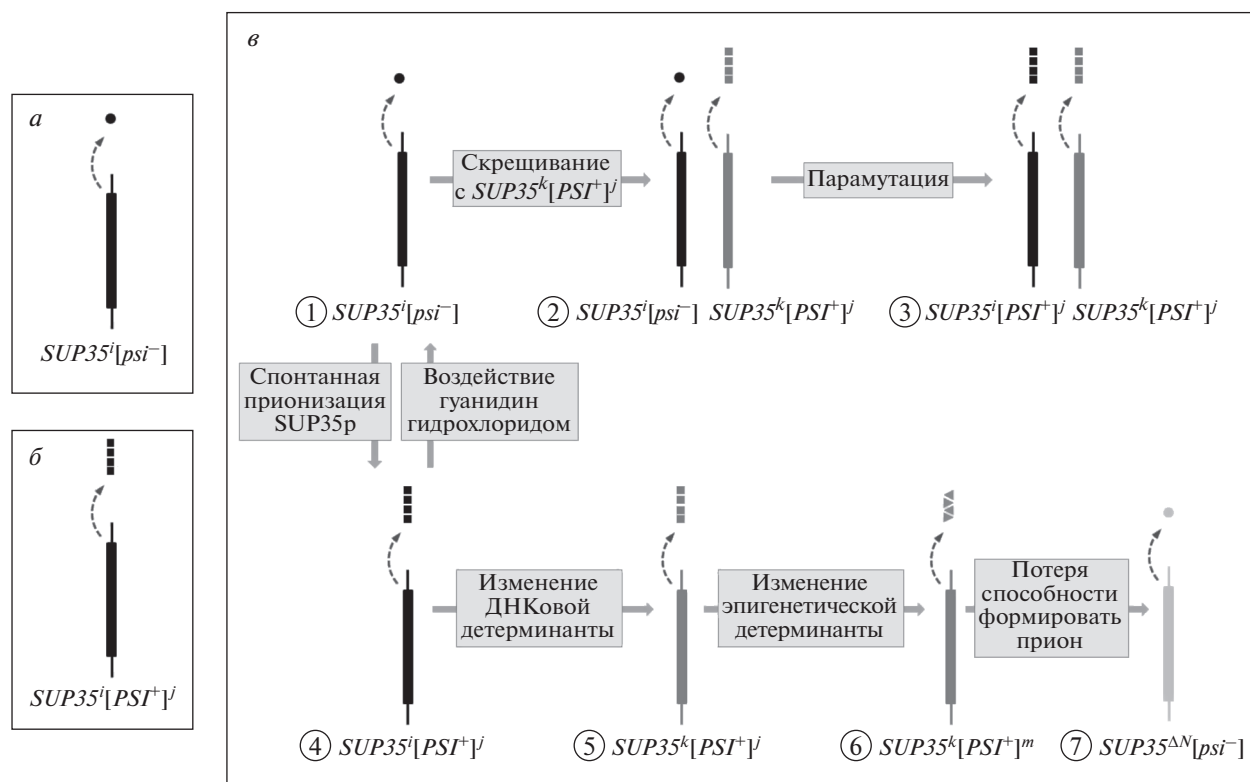 а
SUP35ⁱ[psi⁻]
б
SUP35ⁱ[PSI⁺]ʲ
в
Скрещивание
с SUP35ᵏ[PSI⁺]ʲ
Парамутация
① SUP35ⁱ[psi⁻]
② SUP35ⁱ[psi⁻] SUP35ᵏ[PSI⁺]ʲ
③ SUP35ⁱ[PSI⁺]ʲ SUP35ᵏ[PSI⁺]ʲ
Спонтанная
прионизация
SUP35p
Воздействие
гуанидин
гидрохлоридом
Изменение
ДНКовой
детерминанты
Изменение
эпигенетической
детерминанты
Потеря
способности
формировать
прион
④ SUP35ⁱ[PSI⁺]ʲ
⑤ SUP35ᵏ[PSI⁺]ʲ
⑥ SUP35ᵏ[PSI⁺]ᵐ
⑦ SUP35^ΔN[psi⁻]